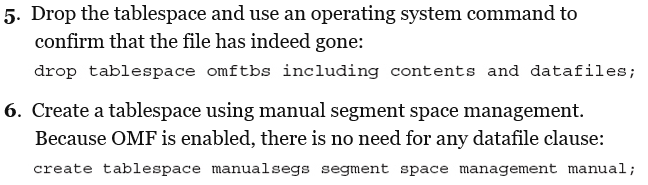 5. Drop the tablespace and use an operating system command to
confirm that the file has indeed gone:
drop tablespace omftbs including contents and datafiles;
6. Create a tablespace using manual segment space management.
Because OMF is enabled, there is no need for any datafile clause:
create tablespace manualsegs segment space management manual;